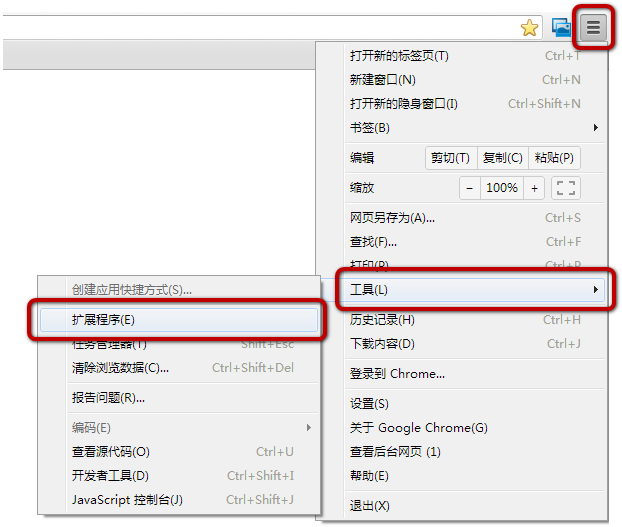 打开新的标签页(T) Ctrl+T
新建窗口(N) Ctrl+N
打开新的隐身窗口(I) Ctrl+Shift+N
书签(B)
编辑 剪切(T) 复制(C) 粘贴(P)
缩放 − 100% +
网页另存为(A)... Ctrl+S
查找(F)... Ctrl+F
打印(P)... Ctrl+P
工具(L)
历史记录(H) Ctrl+H
下载内容(D) Ctrl+J
登录到 Chrome...
设置(S)
关于 Google Chrome(G)
查看后台网页 (1)
帮助(E)
退出(X)
创建应用快捷方式(S)...
扩展程序(E)
任务管理器(T) Shift+Esc
清除浏览数据(C)... Ctrl+Shift+Del
报告问题(R)...
编码(E)
查看源代码(O) Ctrl+U
开发者工具(D) Ctrl+Shift+I
JavaScript 控制台(J) Ctrl+Shift+J